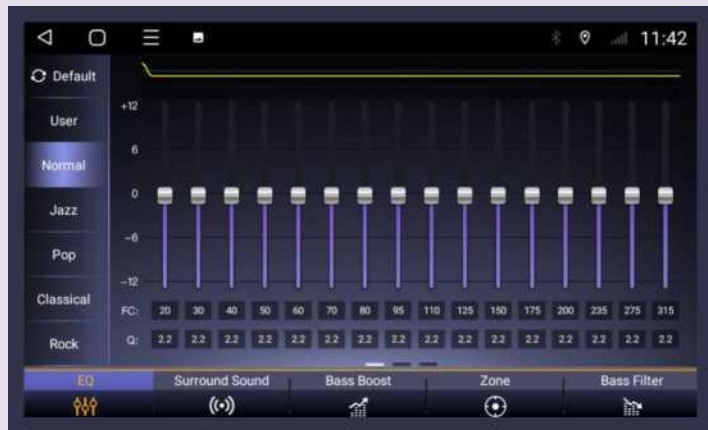 11:42
Default
User
Normal
Jazz
Pop
Classical
Rock
+12
6
0
-6
-12
FC: 20 30 40 50 60 70 80 95 110 125 150 175 200 235 275 315
Q: 2.2 2.2 2.2 2.2 2.2 2.2 2.2 2.2 2.2 2.2 2.2 2.2 2.2 2.2 2.2 2.2
EQ Surround Sound Bass Boost Zone Bass Filter